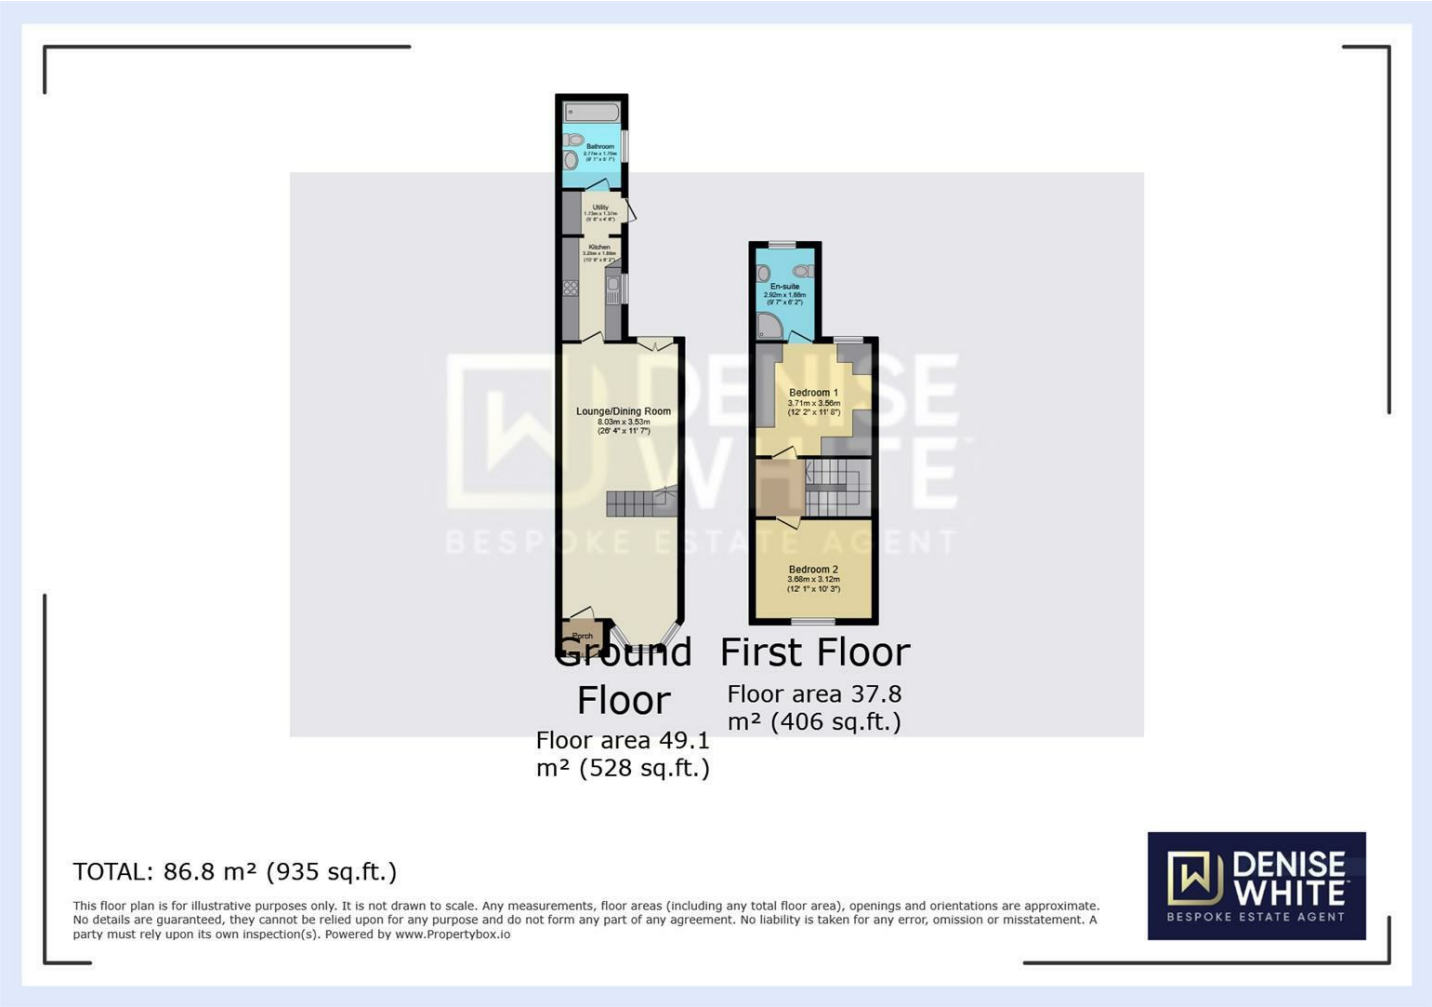 Bathroom
2.77m x 1.70m
(9' 1" x 5' 7")
Utility
1.73m x 1.37m
(5' 8" x 4' 6")
Kitchen
3.28m x 1.88m
(10' 9" x 6' 2")
Lounge/Dining Room
8.03m x 3.53m
(26' 4" x 11' 7")
Porch
En-suite
2.92m x 1.88m
(9' 7" x 6' 2")
Bedroom 1
3.71m x 3.56m
(12' 2" x 11' 8")
Bedroom 2
3.68m x 3.12m
(12' 1" x 10' 3")
DENISE
WHITE
BESPOKE ESTATE AGENT
Ground
Floor
Floor area 49.1
m² (528 sq.ft.)
First Floor
Floor area 37.8
m² (406 sq.ft.)
TOTAL: 86.8 m² (935 sq.ft.)
This floor plan is for illustrative purposes only. It is not drawn to scale. Any measurements, floor areas (including any total floor area), openings and orientations are approximate.
No details are guaranteed, they cannot be relied upon for any purpose and do not form any part of any agreement. No liability is taken for any error, omission or misstatement. A
party must rely upon its own inspection(s). Powered by www.Propertybox.io
DENISE
WHITE
BESPOKE ESTATE AGENT